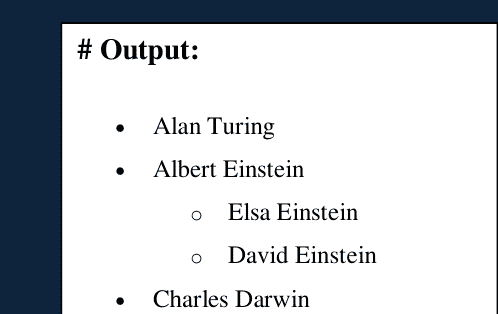 # Output:
• Alan Turing
• Albert Einstein
○ Elsa Einstein
○ David Einstein
• Charles Darwin